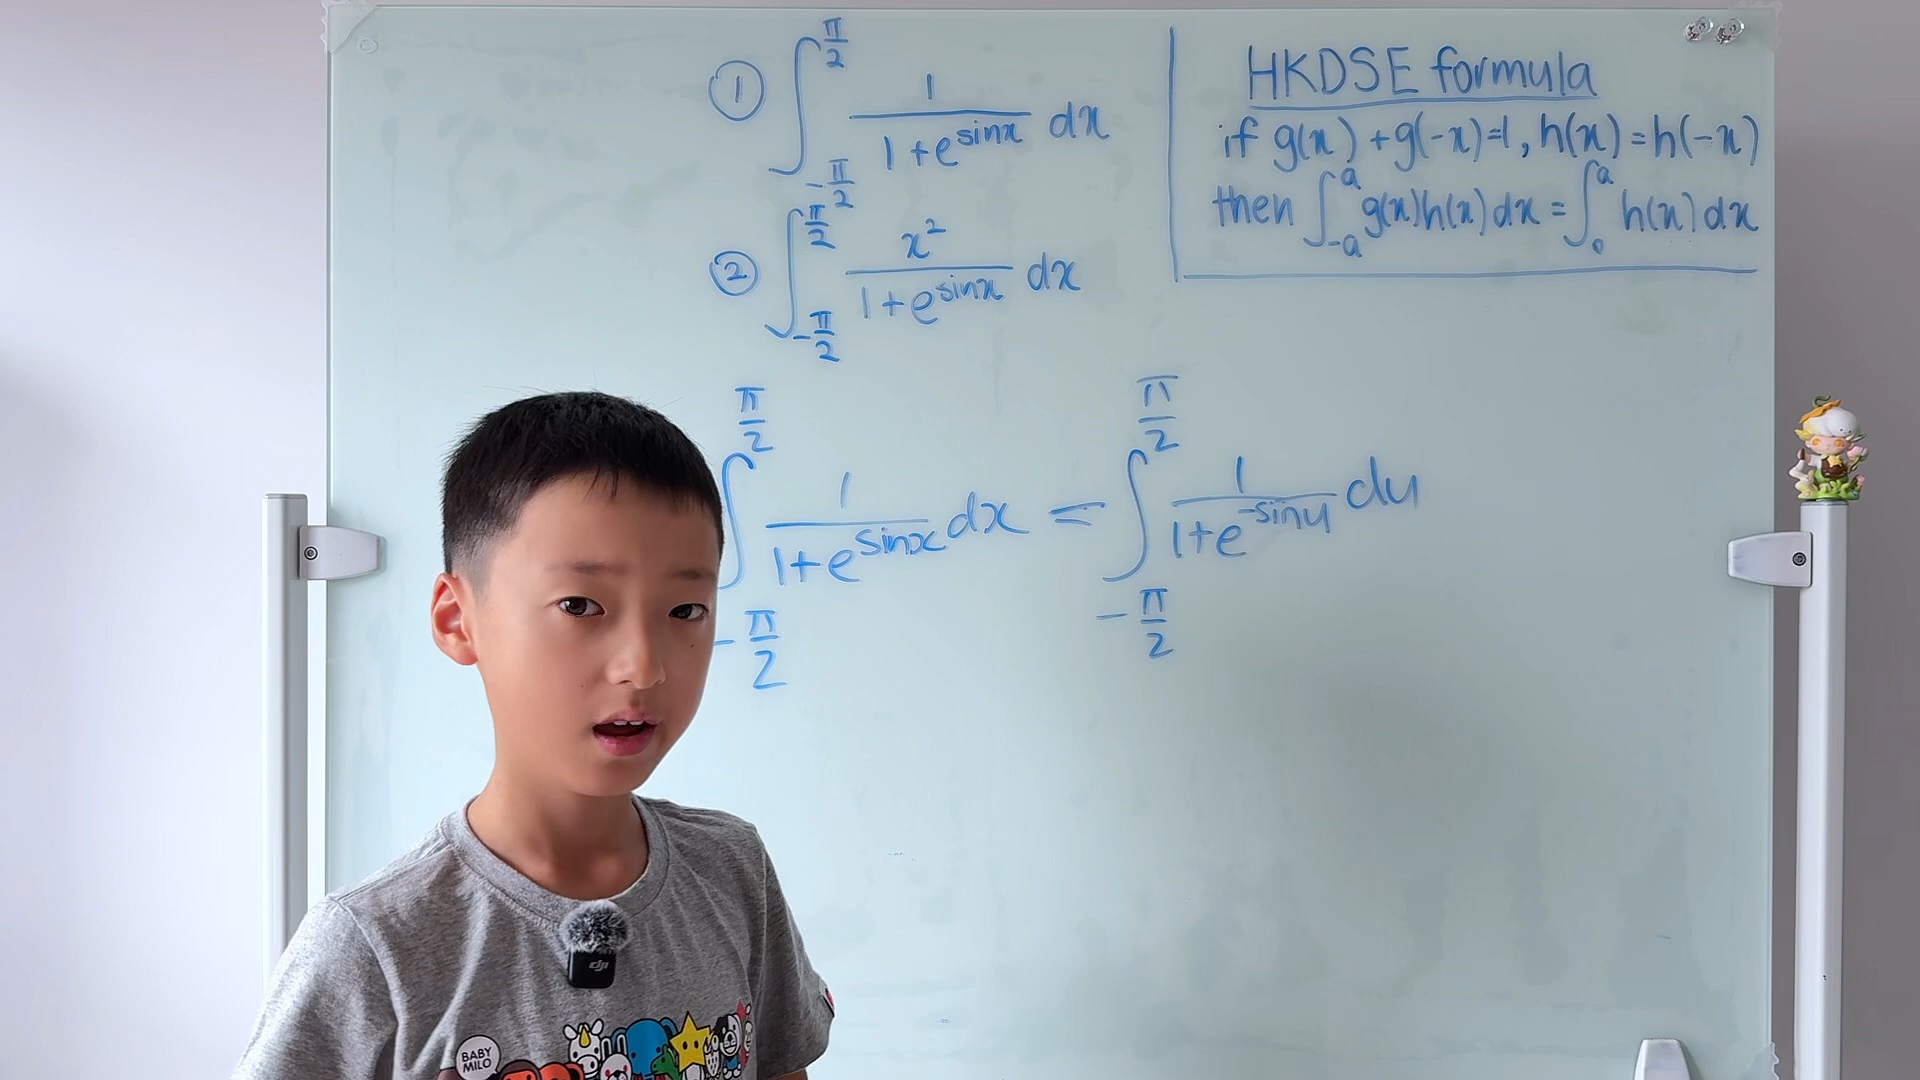 ① ∫_{-π/2}^{π/2} 1/(1+e^{sinx}) dx
② ∫_{-π/2}^{π/2} x²/(1+e^{sinx}) dx
HKDSE formula
if g(x)+g(-x)=1, h(x)=h(-x)
then ∫_{-a}^{a} g(x)h(x)dx = ∫_{0}^{a} h(x)dx
∫_{-π/2}^{π/2} 1/(1+e^{sinx}) dx = ∫_{-π/2}^{π/2} 1/(1+e^{-sinu}) du
dji
BABY
MILO